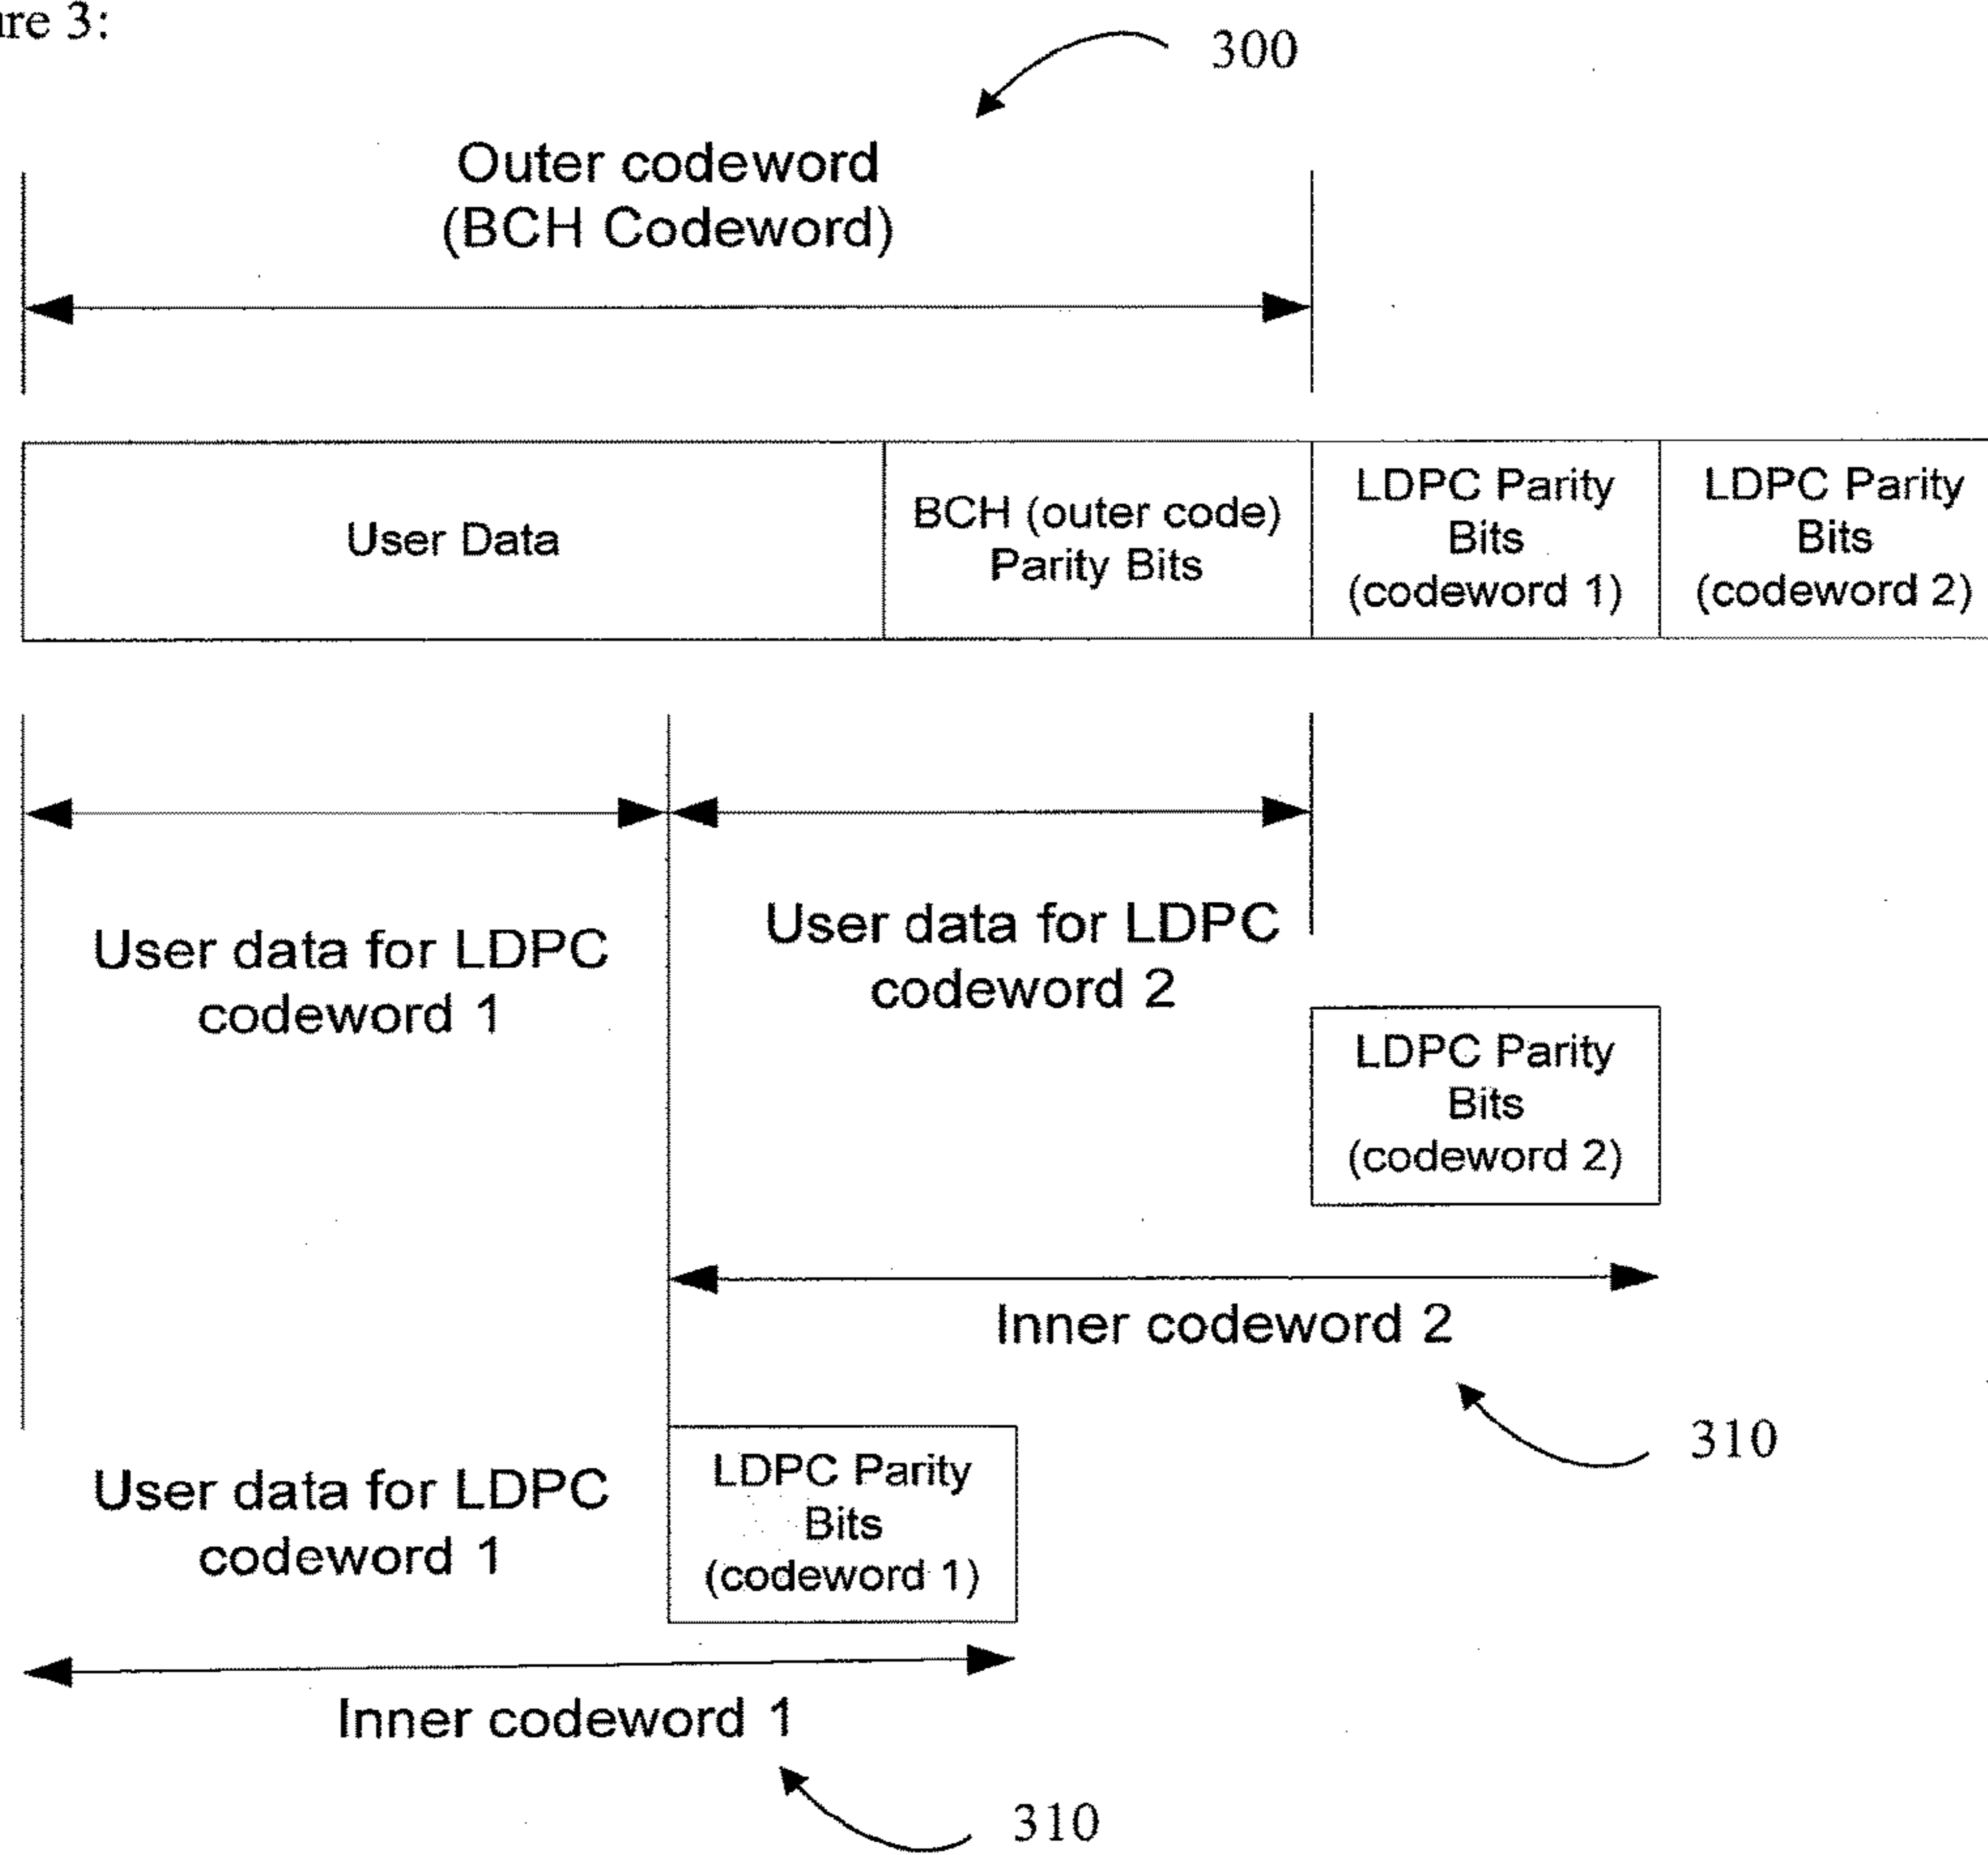 3:
300
Outer codeword
(BCH Codeword)
User Data
BCH (outer code)
Parity Bits
LDPC Parity
Bits
(codeword 1)
LDPC Parity
Bits
(codeword 2)
User data for LDPC
codeword 1
User data for LDPC
codeword 2
LDPC Parity
Bits
(codeword 2)
Inner codeword 2
310
User data for LDPC
codeword 1
LDPC Parity
Bits
(codeword 1)
Inner codeword 1
310